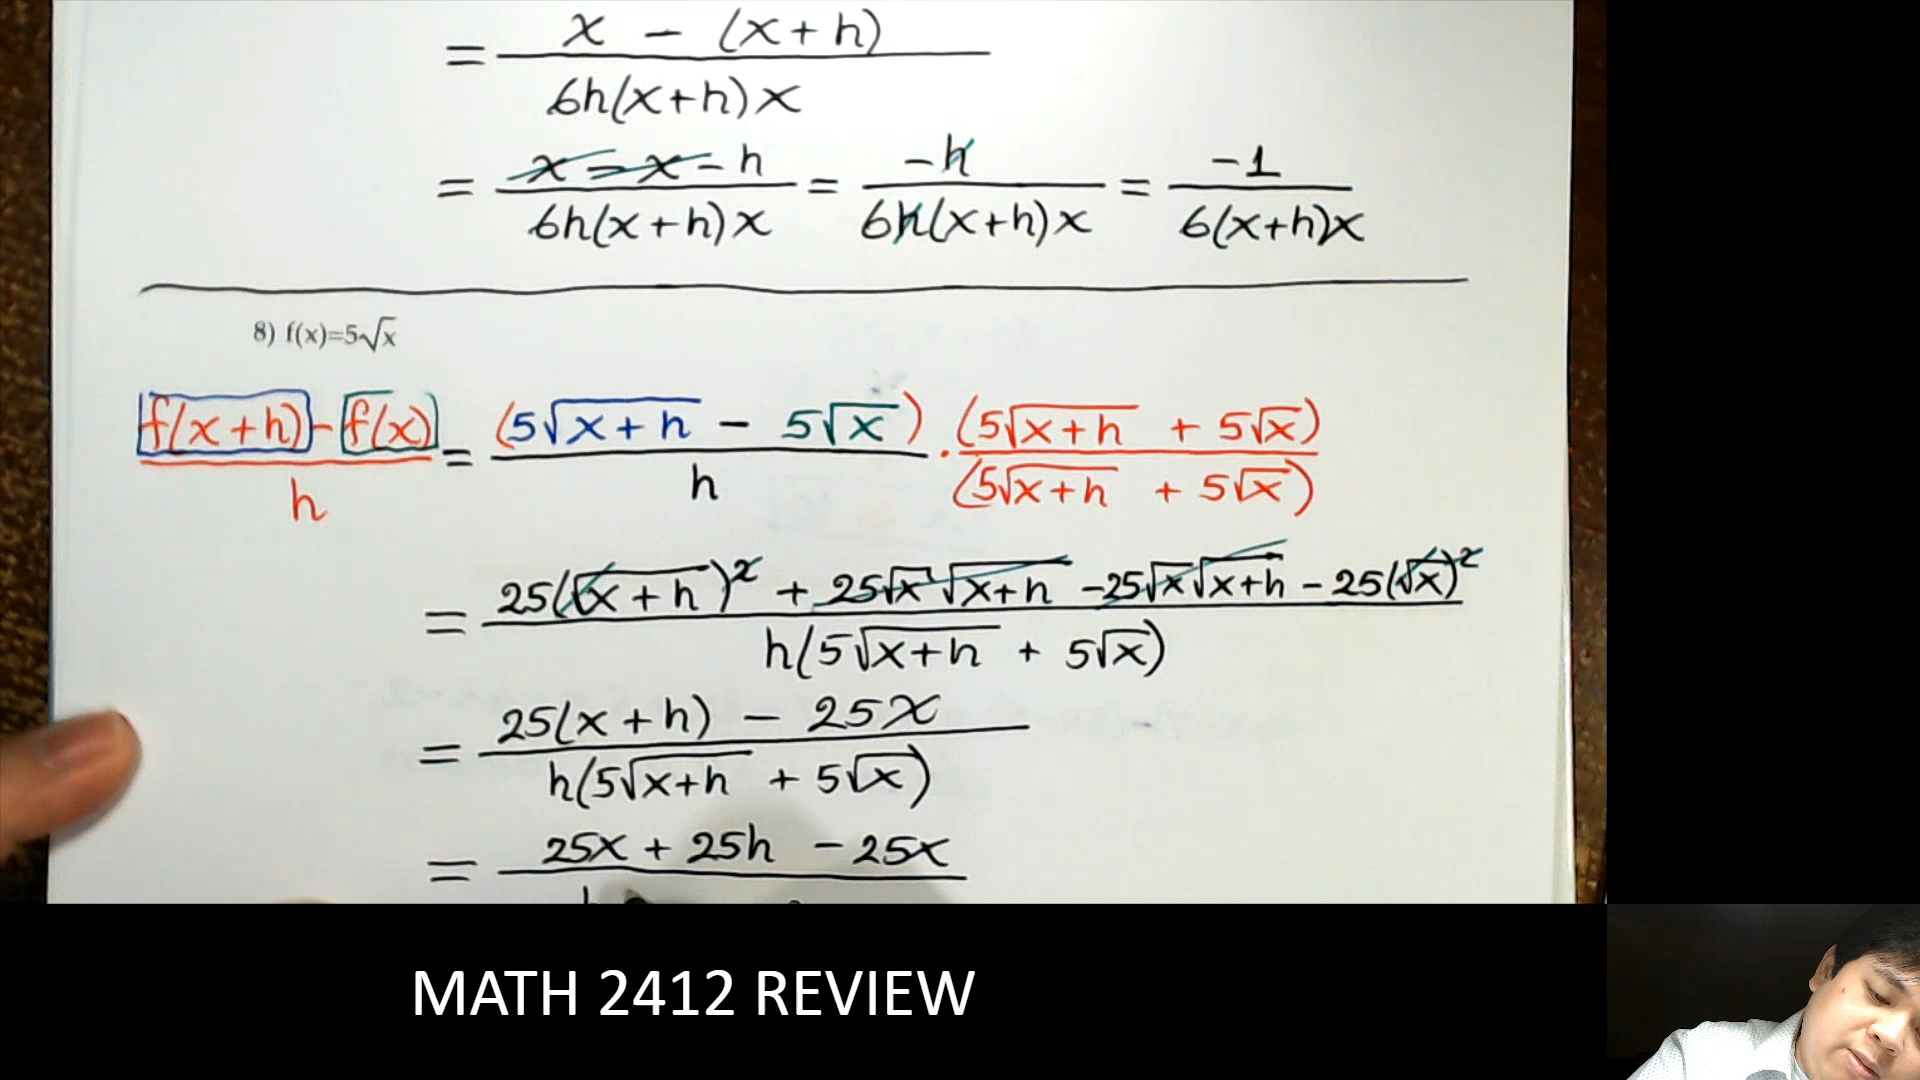 = x - (x+h) / 6h(x+h)x
= x - x - h / 6h(x+h)x = -h / 6h(x+h)x = -1 / 6(x+h)x
8) f(x)=5√x
f(x+h) - f(x) / h = (5√x+h - 5√x) / h · (5√x+h + 5√x) / (5√x+h + 5√x)
= 25(√x+h)² + 25√x √x+h - 25√x √x+h - 25(√x)² / h(5√x+h + 5√x)
= 25(x+h) - 25x / h(5√x+h + 5√x)
= 25x + 25h - 25x
MATH 2412 REVIEW